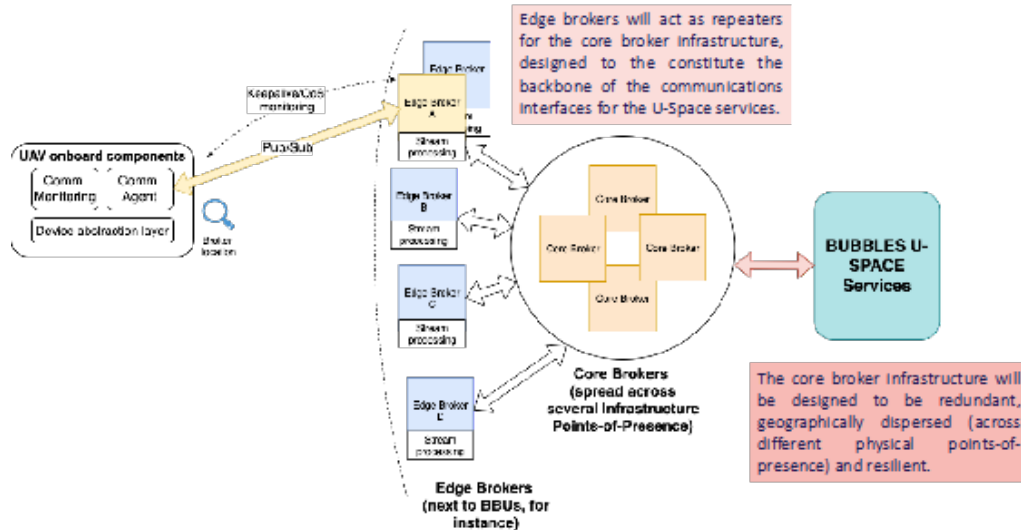 Edge brokers will act as repeaters
for the core broker infrastructure,
designed to the constitute the
backbone of the communications
interfaces for the U-Space services.
Edge Broker
Keepalive/QoS
monitoring
Edge Broker
A
Stream
processing
Pub/Sub
UAV onboard components
Comm
Monitoring
Comm
Agent
Device abstraction layer
Broker
location
Edge Broker
B
Stream
processing
Edge Broker
C
Stream
processing
Edge Broker
D
Stream
processing
Core Broker
Core Broker
Core Broker
Core Broker
BUBBLES U-
SPACE
Services
Core Brokers
(spread across
several Infrastructure
Points-of-Presence)
The core broker infrastructure will
be designed to be redundant,
geographically dispersed (across
different physical points-of-
presence) and resilient.
Edge Brokers
(next to BBUs, for
instance)